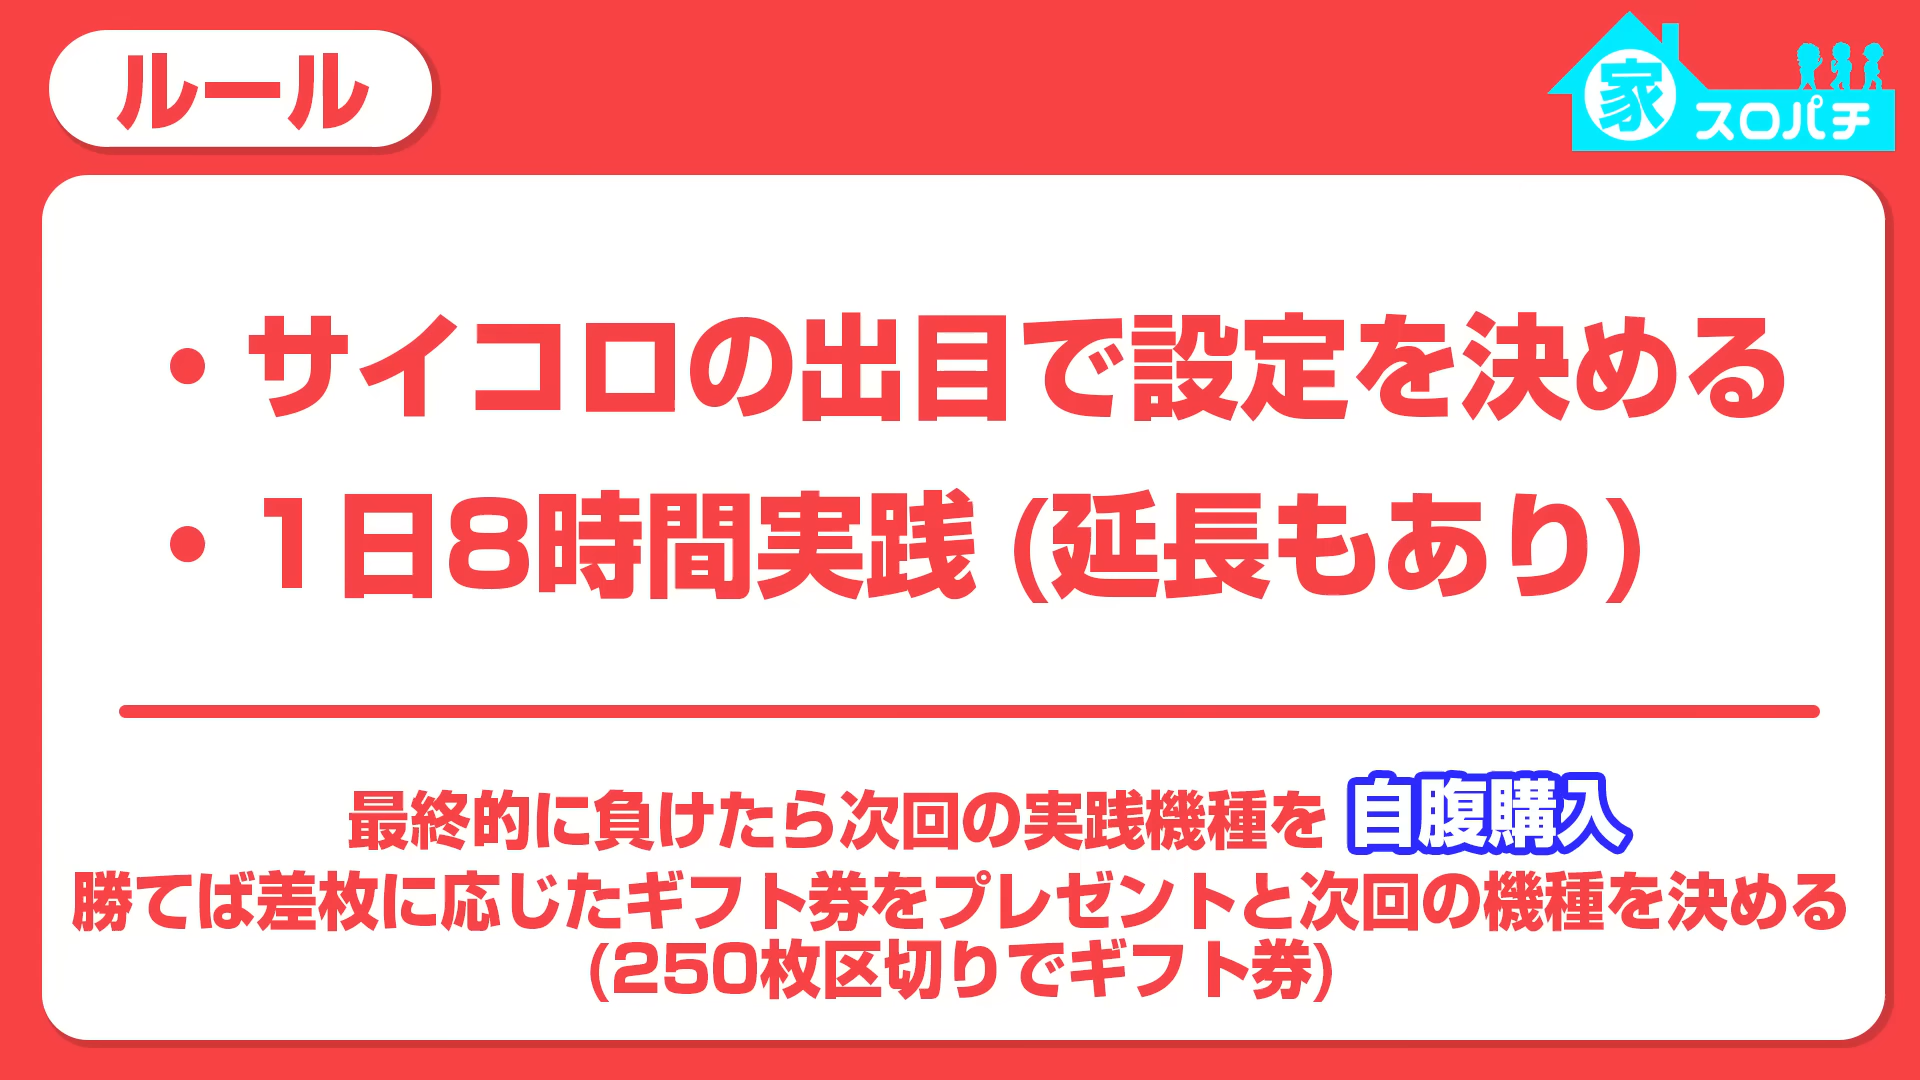 ルール
家 スロパチ
・サイコロの出目で設定を決める
・1日8時間実践 (延長もあり)
最終的に負けたら次回の実践機種を 自腹購入
勝てば差枚に応じたギフト券をプレゼントと次回の機種を決める
(250枚区切りでギフト券)